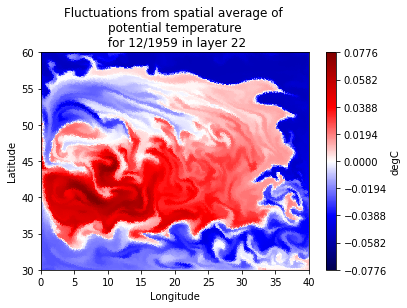 Fluctuations from spatial average of
potential temperature
for 12/1959 in layer 22
60
55
50
45
40
35
30
Latitude
0 5 10 15 20 25 30 35 40
Longitude
0.0776
0.0582
0.0388
0.0194
0.0000
−0.0194
−0.0388
−0.0582
−0.0776
degC